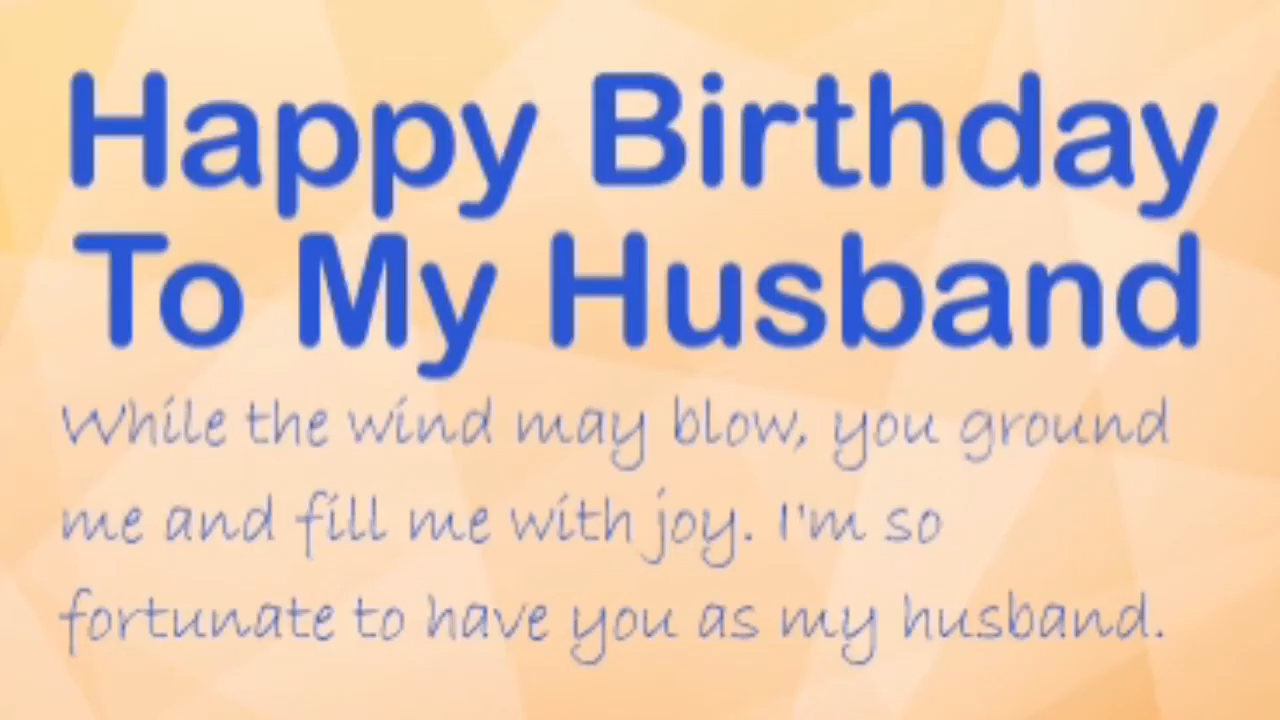 Happy Birthday
To My Husband
While the wind may blow, you ground
me and fill me with joy. I'm so
fortunate to have you as my husband.